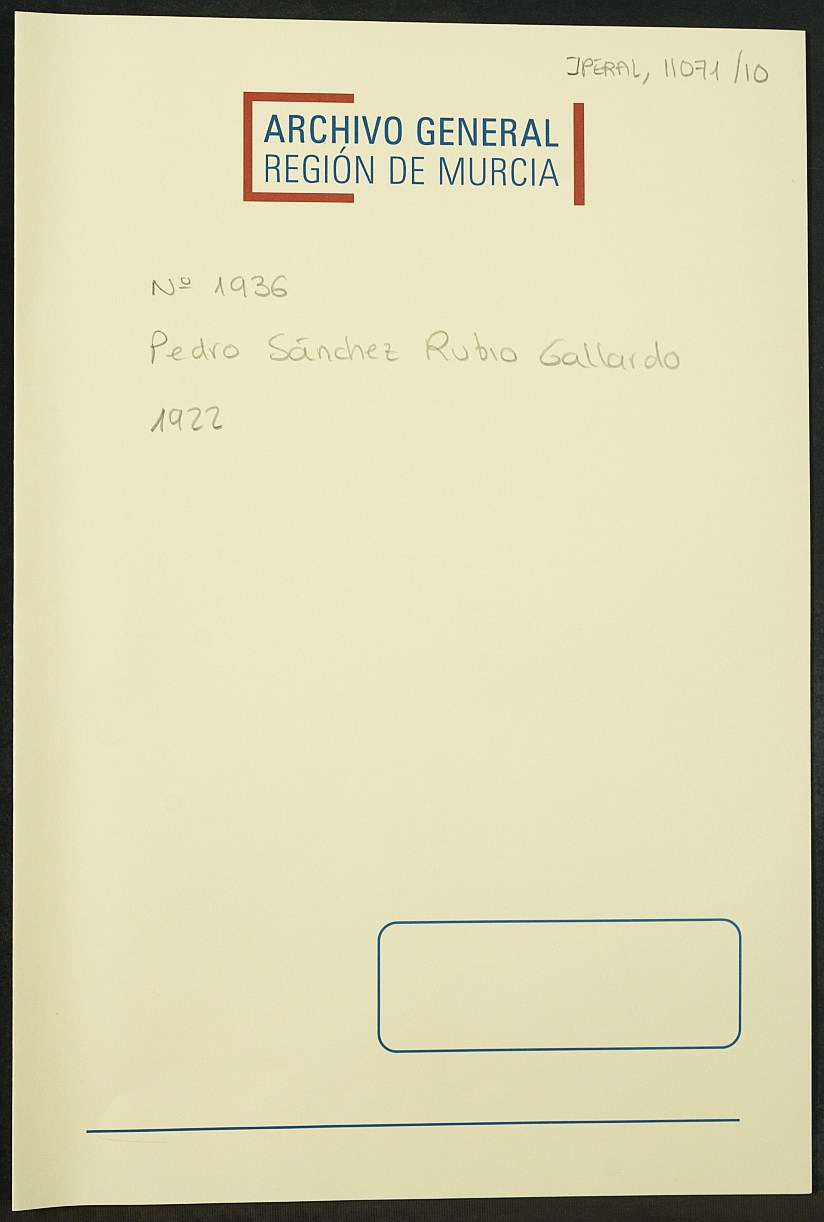 JPERAL, 11071/10
ARCHIVO GENERAL
REGIÓN DE MURCIA
Nº 1936
Pedro Sánchez Rubio Gallardo
1922